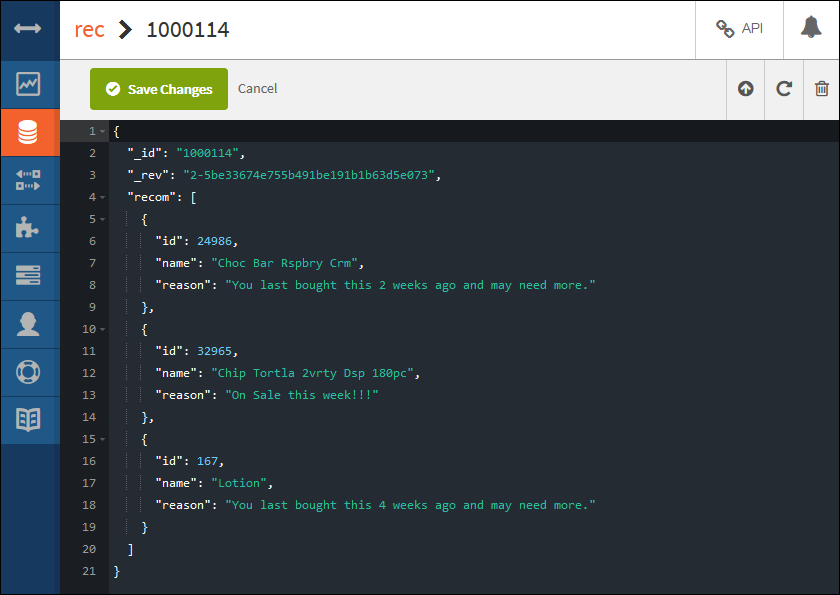 rec > 1000114
API
Save Changes
Cancel
1 {
2 "_id": "1000114",
3 "_rev": "2-5be33674e755b491be191b1b63d5e073",
4 "recom": [
5 {
6 "id": 24986,
7 "name": "Choc Bar Rspbry Crm",
8 "reason": "You last bought this 2 weeks ago and may need more."
9 },
10 {
11 "id": 32965,
12 "name": "Chip Tortla 2vrty Dsp 180pc",
13 "reason": "On Sale this week!!!"
14 },
15 {
16 "id": 167,
17 "name": "Lotion",
18 "reason": "You last bought this 4 weeks ago and may need more."
19 }
20 ]
21 }